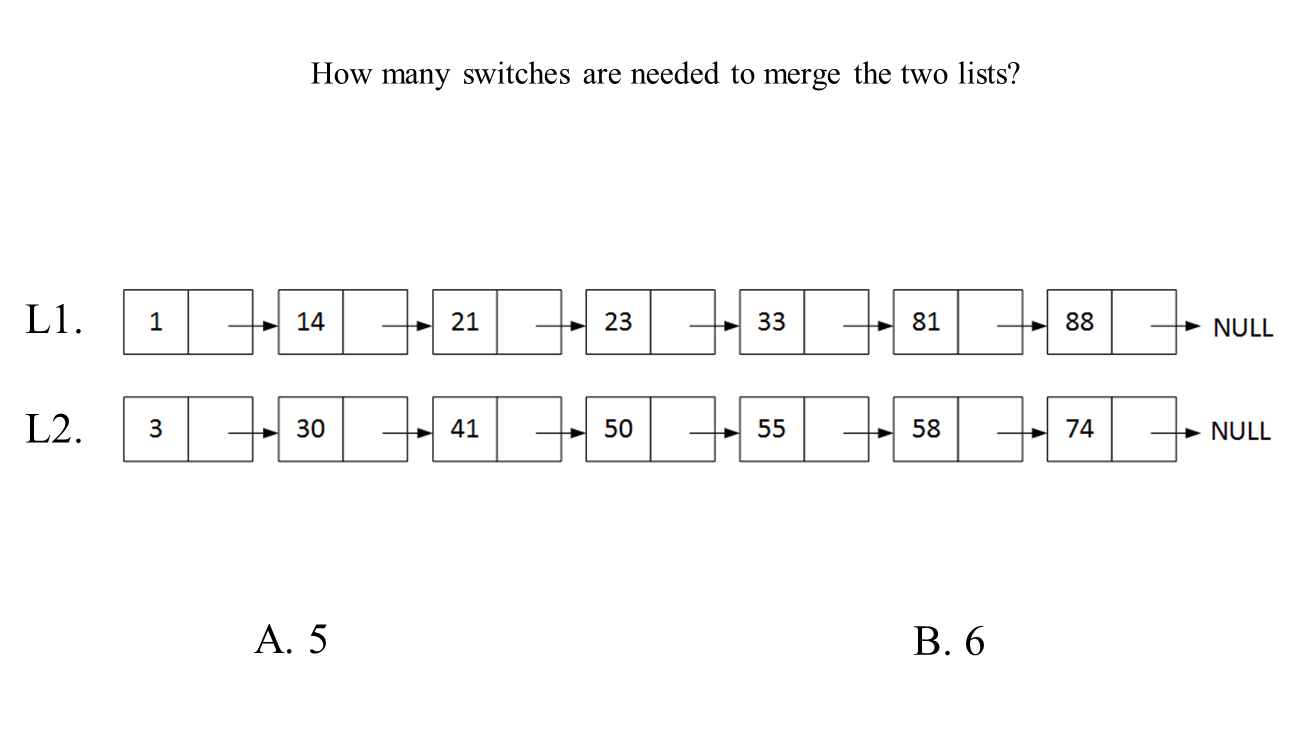 How many switches are needed to merge the two lists?
L1. 1 14 21 23 33 81 88 NULL
L2. 3 30 41 50 55 58 74 NULL
A. 5 B. 6